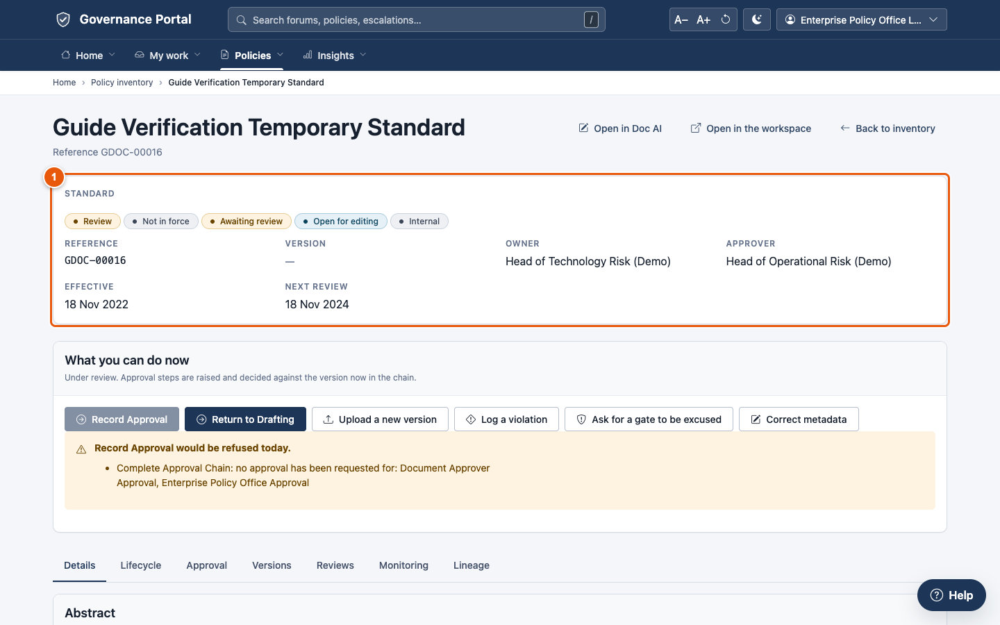 Governance Portal
Search forums, policies, escalations...
/
A− A+
Enterprise Policy Office L...
Home
My work
Policies
Insights
Home › Policy inventory › Guide Verification Temporary Standard
Guide Verification Temporary Standard
Open in Doc AI
Open in the workspace
Back to inventory
Reference GDOC-00016
1
STANDARD
Review
Not in force
Awaiting review
Open for editing
Internal
REFERENCE
GDOC-00016
VERSION
—
OWNER
Head of Technology Risk (Demo)
APPROVER
Head of Operational Risk (Demo)
EFFECTIVE
18 Nov 2022
NEXT REVIEW
18 Nov 2024
What you can do now
Under review. Approval steps are raised and decided against the version now in the chain.
Record Approval
Return to Drafting
Upload a new version
Log a violation
Ask for a gate to be excused
Correct metadata
Record Approval would be refused today.
• Complete Approval Chain: no approval has been requested for: Document Approver
Approval, Enterprise Policy Office Approval
Details
Lifecycle
Approval
Versions
Reviews
Monitoring
Lineage
Help
Abstract